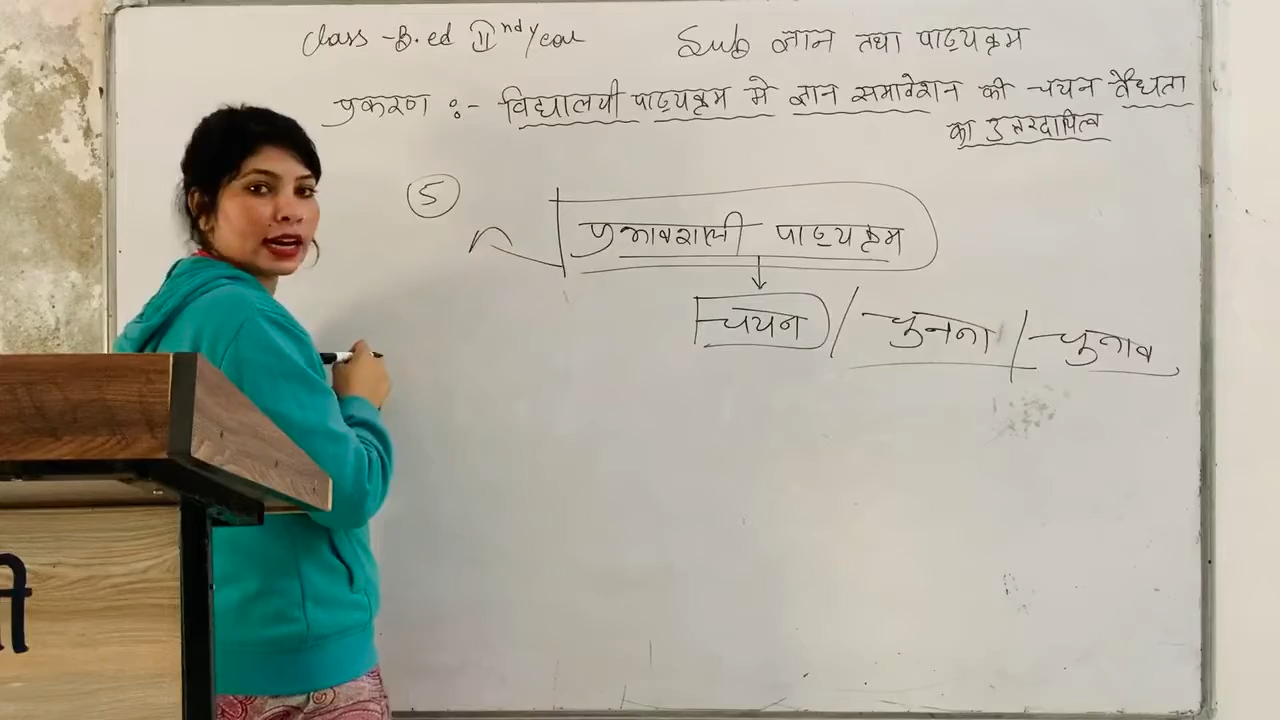 Class - B.ed IInd year Sub ज्ञान तथा पाठ्यक्रम
प्रकरण :- विद्यालयी पाठ्यक्रम मे ज्ञान समावेशन की चयन वैधता
का उत्तरदायित्व
5 प्रभावशाली पाठ्यक्रम
चयन / चुनना / चुनाव